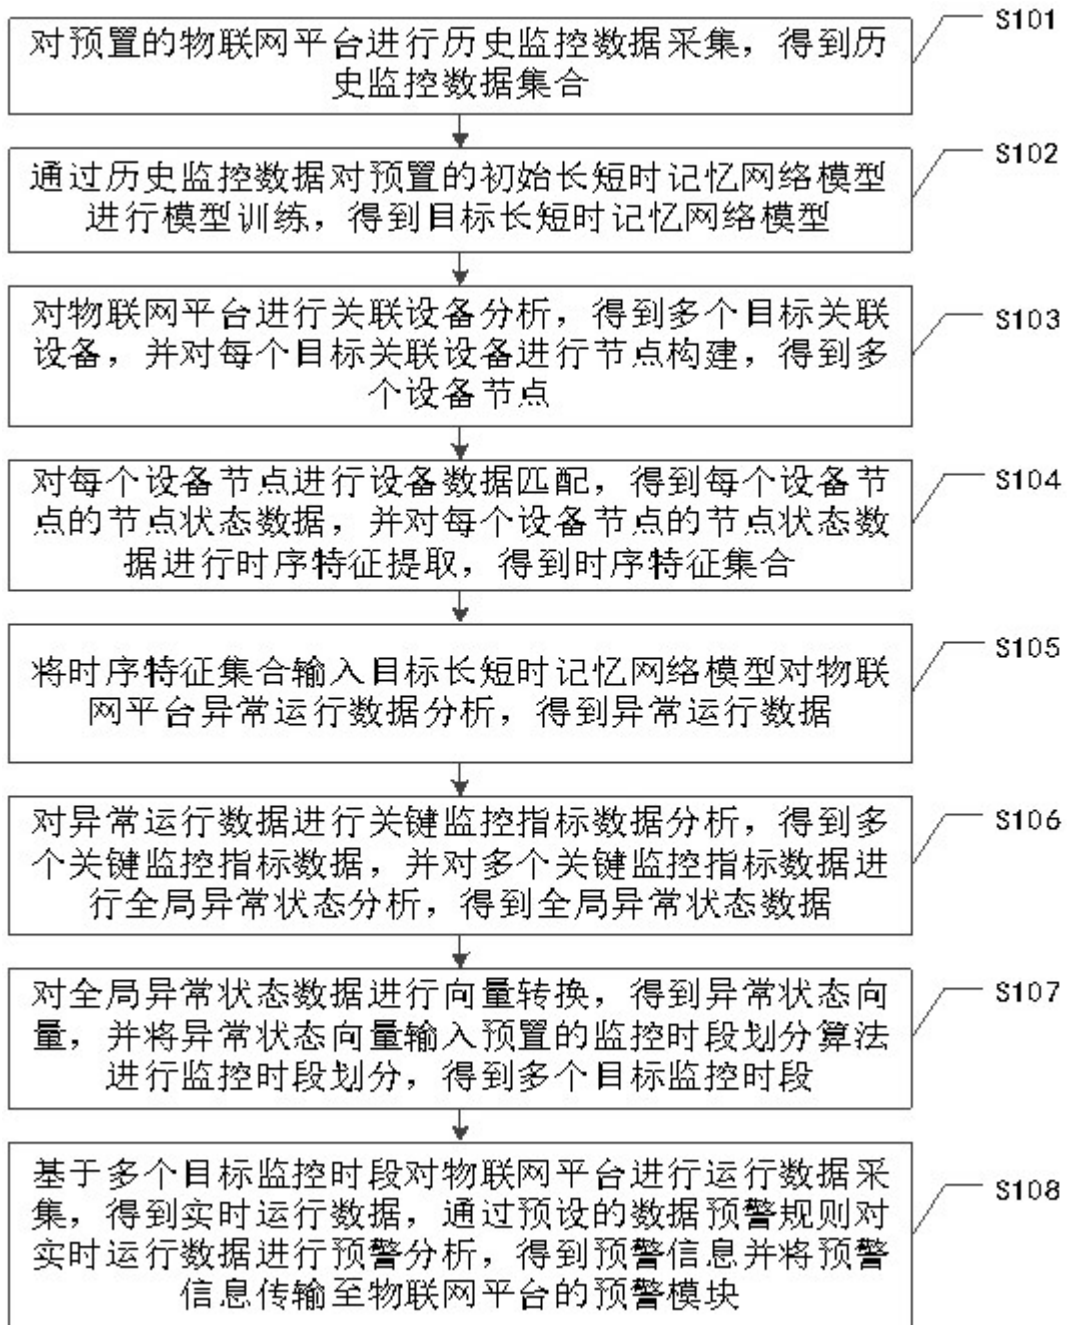 对预置的物联网平台进行历史监控数据采集，得到历
史监控数据集合
S101
通过历史监控数据对预置的初始长短时记忆网络模型
进行模型训练，得到目标长短时记忆网络模型
S102
对物联网平台进行关联设备分析，得到多个目标关联
设备，并对每个目标关联设备进行节点构建，得到多
个设备节点
S103
对每个设备节点进行设备数据匹配，得到每个设备节
点的节点状态数据，并对每个设备节点的节点状态数
据进行时序特征提取，得到时序特征集合
S104
将时序特征集合输入目标长短时记忆网络模型对物联
网平台异常运行数据分析，得到异常运行数据
S105
对异常运行数据进行关键监控指标数据分析，得到多
个关键监控指标数据，并对多个关键监控指标数据进
行全局异常状态分析，得到全局异常状态数据
S106
对全局异常状态数据进行向量转换，得到异常状态向
量，并将异常状态向量输入预置的监控时段划分算法
进行监控时段划分，得到多个目标监控时段
S107
基于多个目标监控时段对物联网平台进行运行数据采
集，得到实时运行数据，通过预设的数据预警规则对
实时运行数据进行预警分析，得到预警信息并将预警
信息传输至物联网平台的预警模块
S108